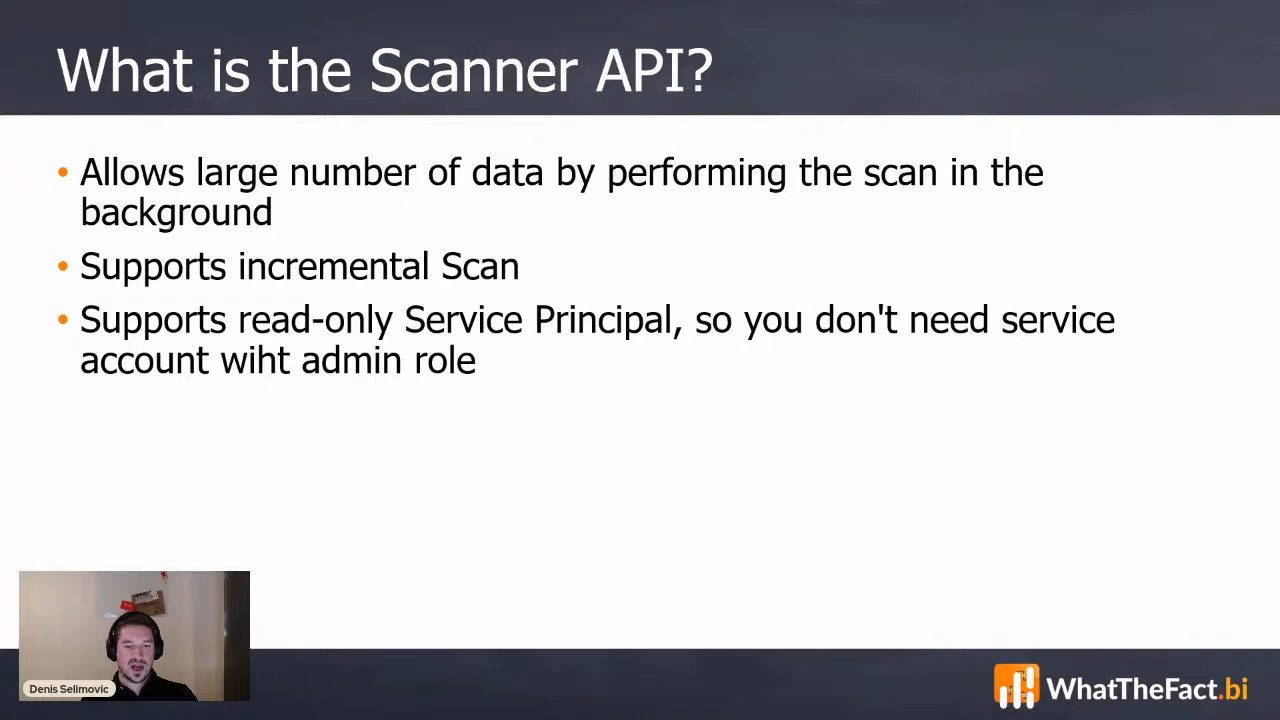 What is the Scanner API?
• Allows large number of data by performing the scan in the
background
• Supports incremental Scan
• Supports read-only Service Principal, so you don't need service
account wiht admin role
Denis Selimovic
WhatTheFact.bi